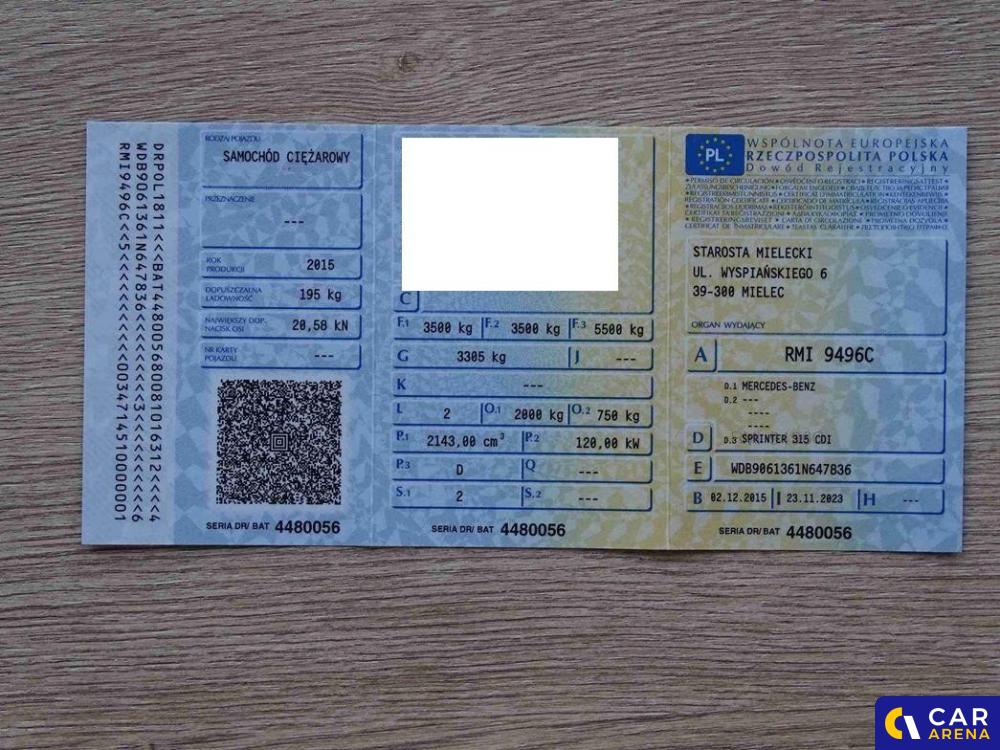 DRPOL1811<<<BAT44800568008101631 2<<<<4
WDB9061361N647836<<<<<<<3<<<<<<<<6
RMI9496C<<5<<<<<<<<<<<<0034714510000001
RODZAJ POJAZDU
SAMOCHÓD CIĘŻAROWY
PRZEZNACZENIE
---
ROK PRODUKCJI
2015
DOPUSZCZALNA ŁADOWNOŚĆ
195 kg
NAJWIĘKSZY DOP. NACISK OSI
20,58 kN
NR KARTY POJAZDU
---
SERIA DR/ BAT 4480056
C
F.1 3500 kg F.2 3500 kg F.3 5500 kg
G 3305 kg J ---
K ---
L 2 O.1 2000 kg O.2 750 kg
P.1 2143,00 cm³ P.2 120,00 kW
P.3 D Q ---
S.1 2 S.2 ---
SERIA DR/ BAT 4480056
PL
WSPÓLNOTA EUROPEJSKA
RZECZPOSPOLITA POLSKA
Dowód Rejestracyjny
STAROSTA MIELECKI
UL. WYSPIAŃSKIEGO 6
39-300 MIELEC
ORGAN WYDAJĄCY
A RMI 9496C
D.1 MERCEDES-BENZ
D.2 ---
----
----
D D.3 SPRINTER 315 CDI
E WDB9061361N647836
B 02.12.2015 I 23.11.2023 H ---
SERIA DR/ BAT 4480056
CAR
ARENA